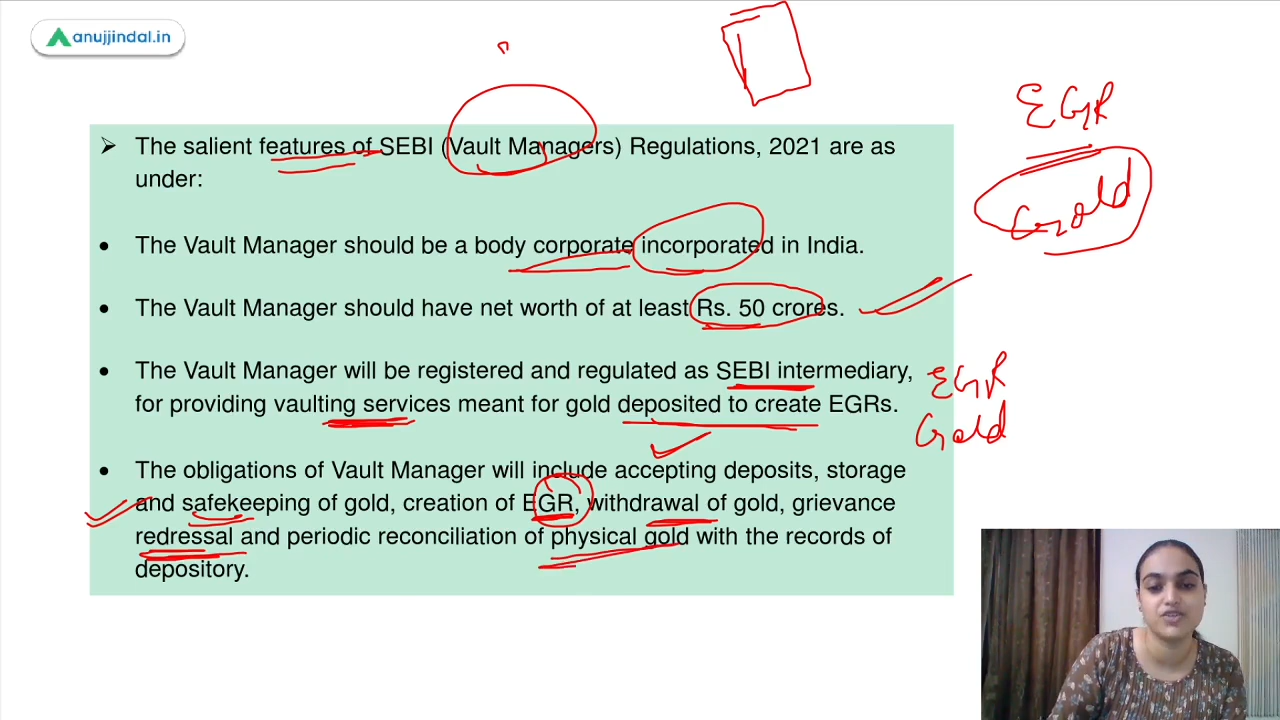 anujjindal.in
EGR
Gold
➢ The salient features of SEBI (Vault Managers) Regulations, 2021 are as
under:
• The Vault Manager should be a body corporate incorporated in India.
• The Vault Manager should have net worth of at least Rs. 50 crores.
• The Vault Manager will be registered and regulated as SEBI intermediary,
for providing vaulting services meant for gold deposited to create EGRs.
EGR
Gold
• The obligations of Vault Manager will include accepting deposits, storage
and safekeeping of gold, creation of EGR, withdrawal of gold, grievance
redressal and periodic reconciliation of physical gold with the records of
depository.